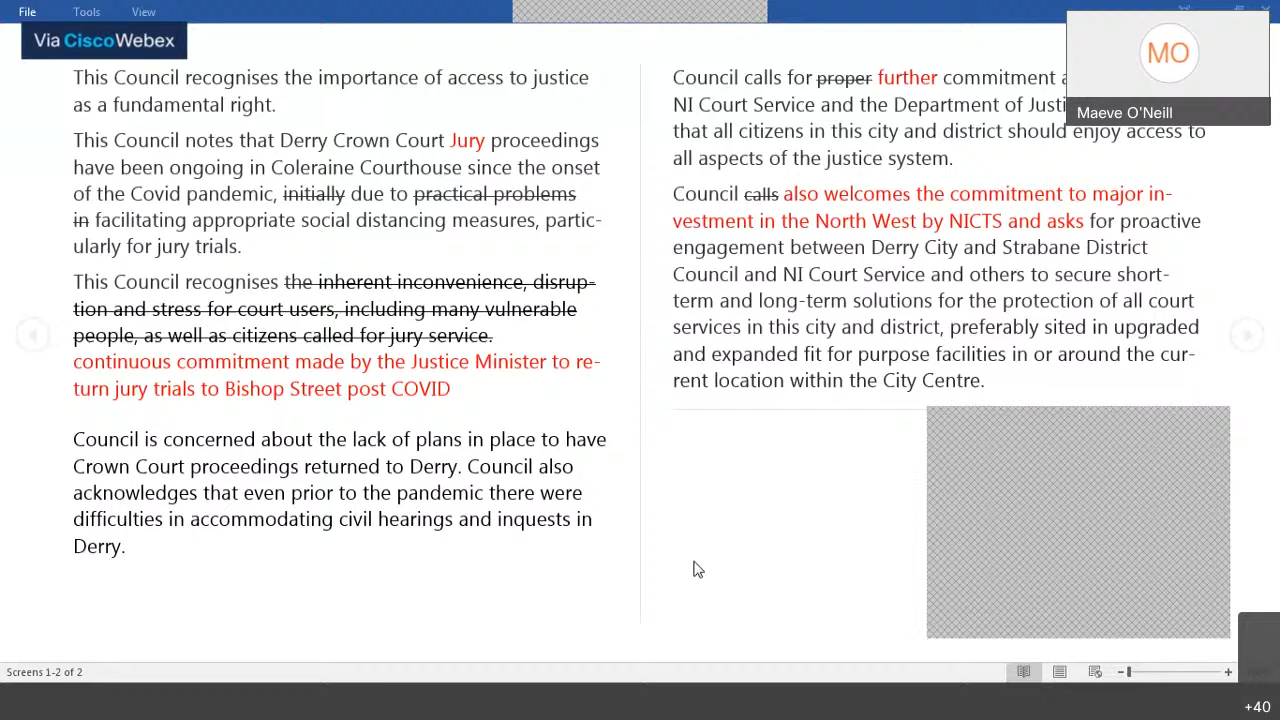 File Tools View
Via CiscoWebex
This Council recognises the importance of access to justice
as a fundamental right.
This Council notes that Derry Crown Court Jury proceedings
have been ongoing in Coleraine Courthouse since the onset
of the Covid pandemic, initially due to practical problems
in facilitating appropriate social distancing measures, partic-
ularly for jury trials.
This Council recognises the inherent inconvenience, disrup-
tion and stress for court users, including many vulnerable
people, as well as citizens called for jury service.
continuous commitment made by the Justice Minister to re-
turn jury trials to Bishop Street post COVID
Council is concerned about the lack of plans in place to have
Crown Court proceedings returned to Derry. Council also
acknowledges that even prior to the pandemic there were
difficulties in accommodating civil hearings and inquests in
Derry.
Council calls for proper further commitment
NI Court Service and the Department of
that all citizens in this city and district should enjoy access to
all aspects of the justice system.
Council calls also welcomes the commitment to major in-
vestment in the North West by NICTS and asks for proactive
engagement between Derry City and Strabane District
Council and NI Court Service and others to secure short-
term and long-term solutions for the protection of all court
services in this city and district, preferably sited in upgraded
and expanded fit for purpose facilities in or around the cur-
rent location within the City Centre.
MO
Maeve O'Neill
Screens 1-2 of 2
+40